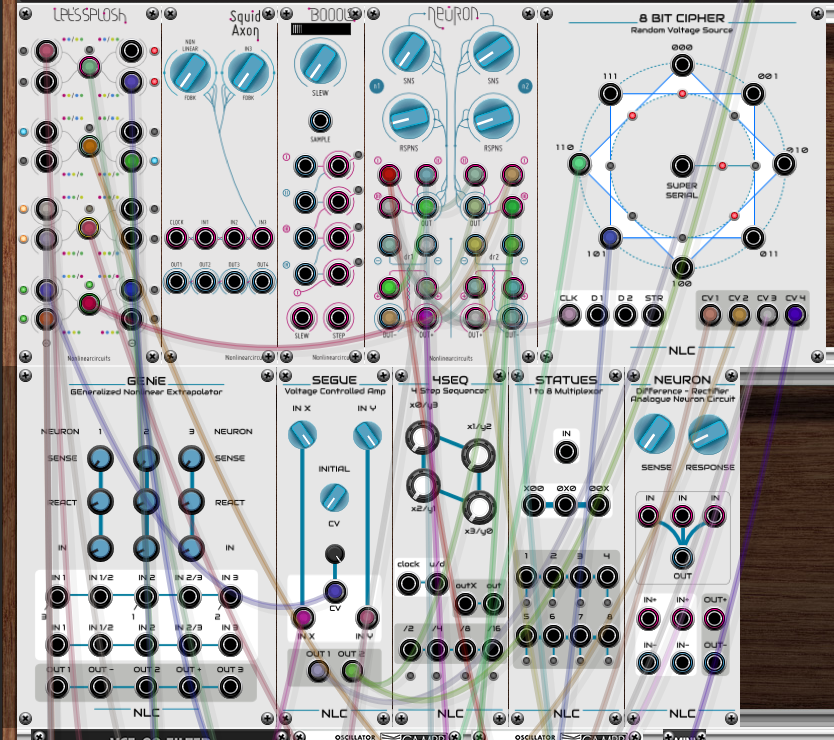 LET'S SPLOSH
Nonlinearcircuits
Squid
Axon
NON
LINEAR
IN3
FDBK
FDBK
CLOCK
IN1
IN2
IN3
OUT1
OUT2
OUT3
OUT4
BOOOLs
SLEW
SAMPLE
SLEW
STEP
Nonlinearcircuits
NEURON
SNS
SNS
n1
n2
RSPNS
RSPNS
OUT
OUT
dr1
dr2
OUT-
OUT+
OUT+
OUT-
8 BIT CIPHER
Random Voltage Source
000
111
001
110
010
SUPER
SERIAL
101
011
100
CLK
D 1
D 2
STR
CV 1
CV 2
CV 3
CV 4
NLC
GENiE
GEneralized Nonlinear Extrapolator
NEURON
1
2
3
NEURON
SENSE
SENSE
REACT
REACT
IN
IN
IN 1
IN 1/2
IN 2
IN 2/3
IN 3
3
1
2
IN 1
IN 1/2
IN 2
IN 2/3
IN 3
OUT 1
OUT -
OUT 2
OUT +
OUT 3
NLC
SEGUE
Voltage Controlled Amp
IN X
IN Y
INITIAL
CV
CV
IN X
IN Y
OUT 1
OUT 2
NLC
4SEQ
4 Step Sequencer
x0/y3
x1/y2
x2/y1
x3/y0
clock
u/d
outX
out
/2
/4
/8
/16
NLC
STATUES
1 to 8 Multiplexor
IN
X00
0X0
00X
1
2
3
4
5
6
7
8
NLC
NEURON
Difference - Rectifier
Analogue Neuron Circuit
SENSE
RESPONSE
IN
IN
IN
OUT
IN+
IN+
OUT+
IN-
IN-
OUT-
NLC
OSCILLATOR
OSCILLATOR